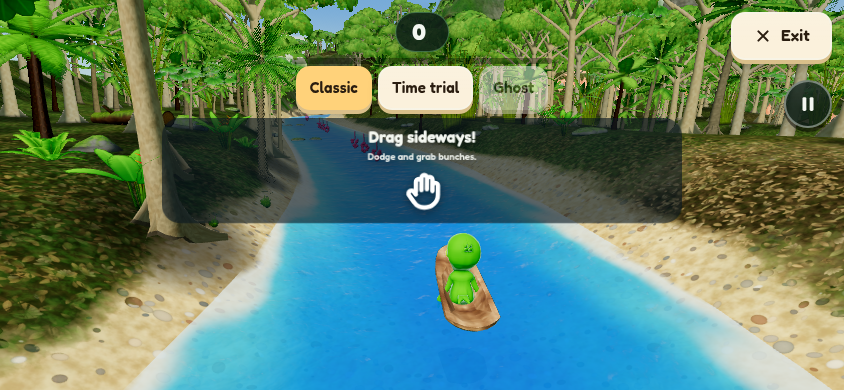 0
Exit
Classic
Time trial
Ghost
Drag sideways!
Dodge and grab bunches.